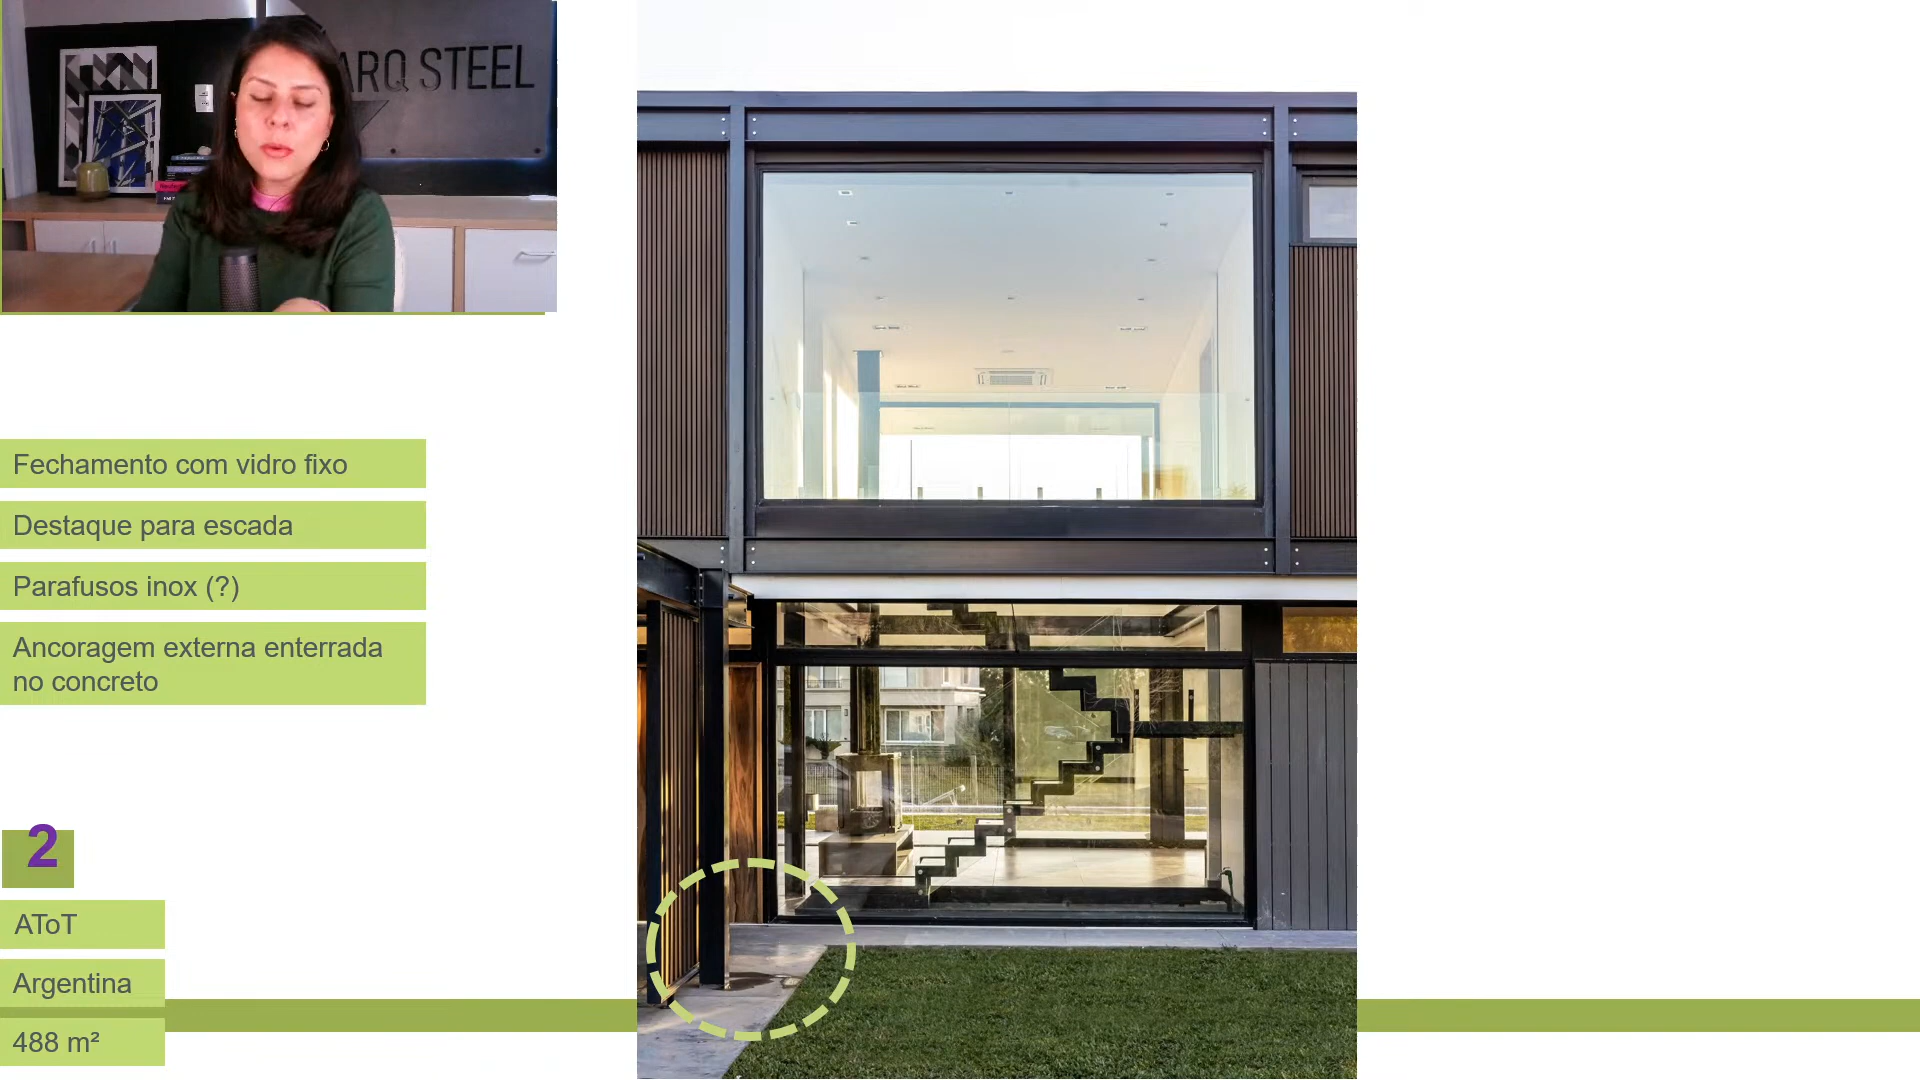 ARQ STEEL
Fechamento com vidro fixo
Destaque para escada
Parafusos inox (?)
Ancoragem externa enterrada
no concreto
2
AToT
Argentina
488 m²